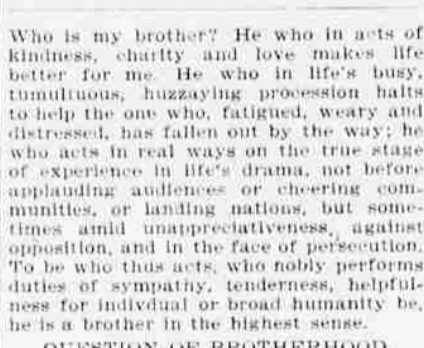 Who is my brother? He who in acts of
kindness, charity and love makes life
better for me. He who in life's busy,
tumultuous, huzzaying procession halts
to help the one who, fatigued, weary and
distressed, has fallen out by the way; he
who acts in real ways on the true stage
of experience in life's drama, not before
applauding audiences or cheering com-
munities, or landing nations, but some-
times amid unappreciativeness, against
opposition, and in the face of persecution.
To be who thus acts, who nobly performs
duties of sympathy, tenderness, helpful-
ness for indivdual or broad humanity be,
he is a brother in the highest sense.
QUESTION OF BROTHERHOOD